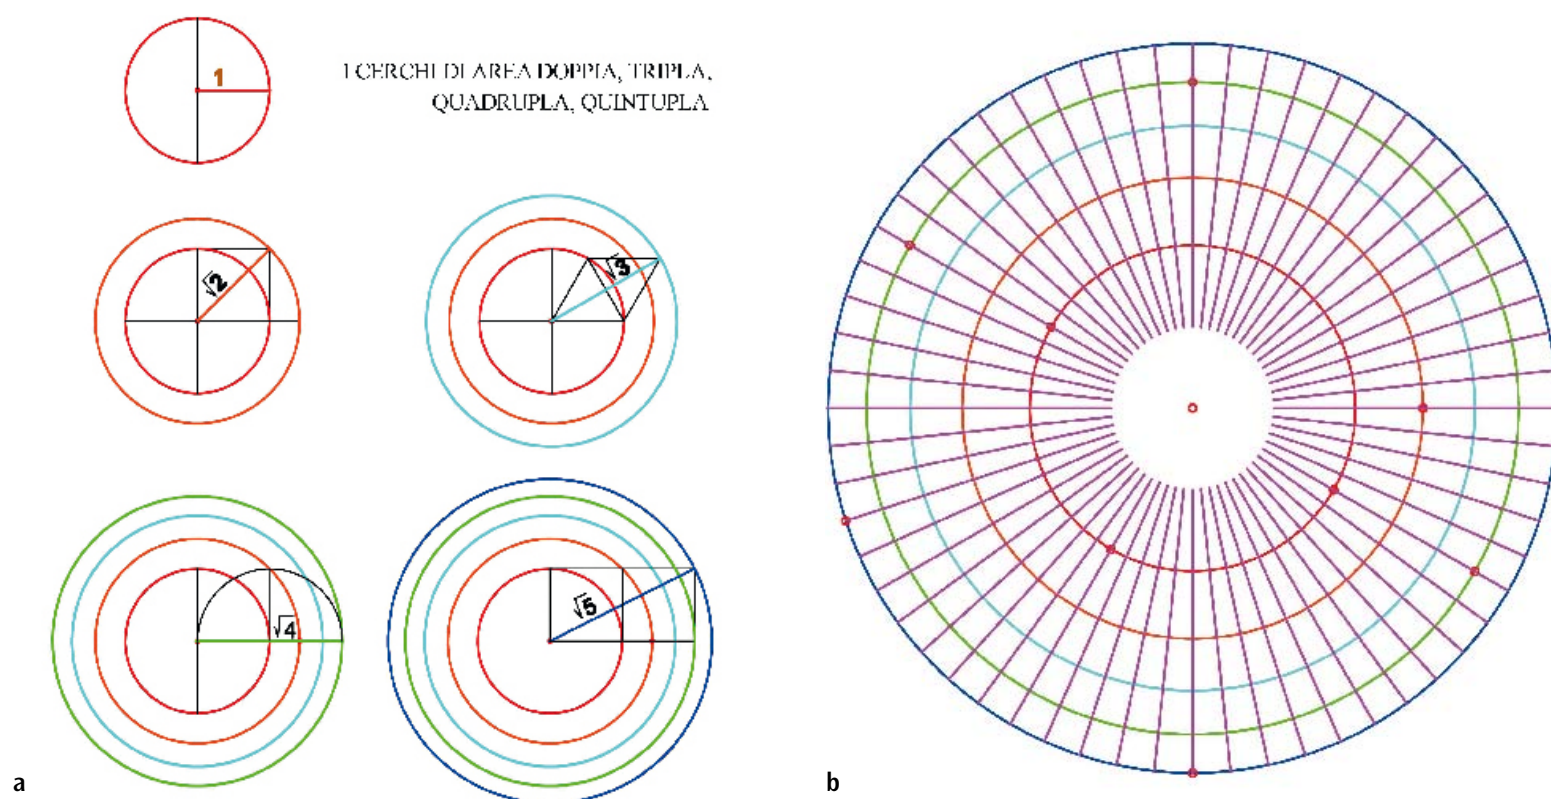 1
I CERCHI DI AREA DOPPIA, TRIPLA,
QUADRUPLA, QUINTUPLA
√2
√3
√4
√5
a
b